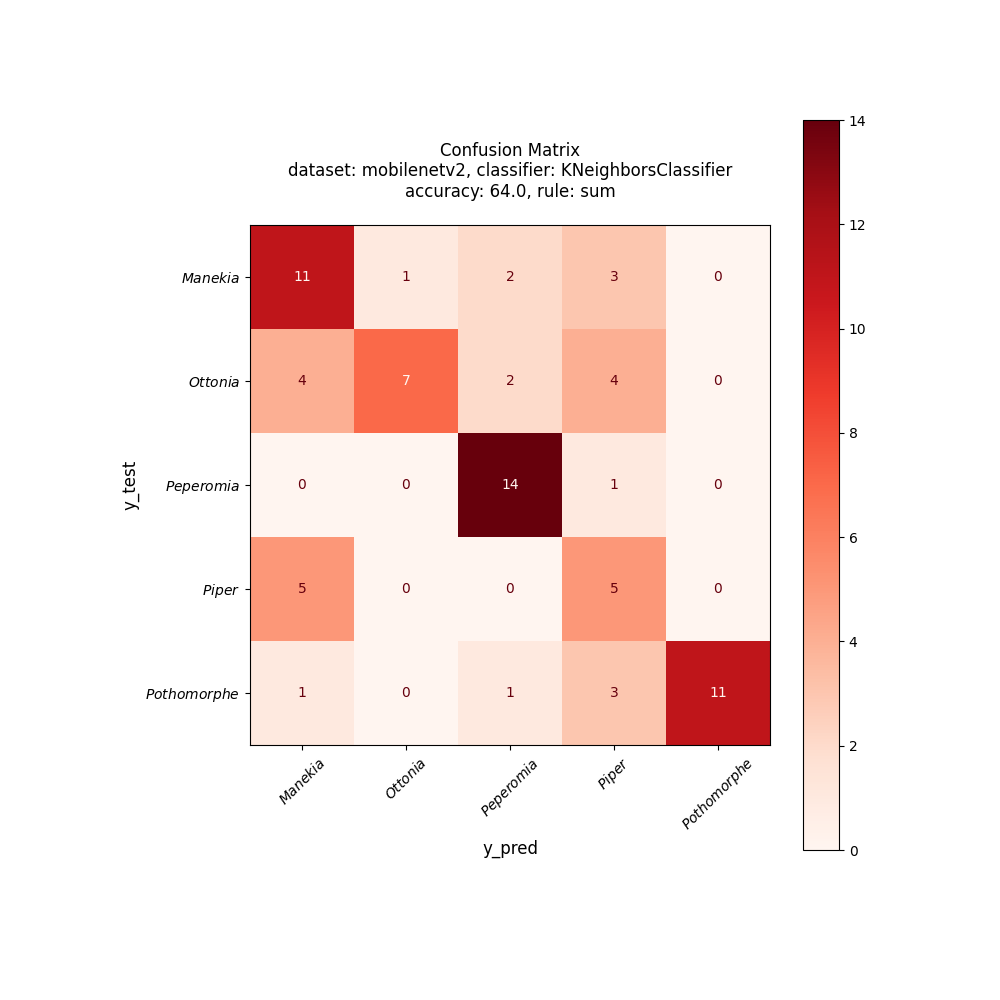 Confusion Matrix
dataset: mobilenetv2, classifier: KNeighborsClassifier
accuracy: 64.0, rule: sum
14
12
10
8
6
4
2
0
y_test
Manekia 11 1 2 3 0
Ottonia 4 7 2 4 0
Peperomia 0 0 14 1 0
Piper 5 0 0 5 0
Pothomorphe 1 0 1 3 11
Manekia Ottonia Peperomia Piper Pothomorphe
y_pred